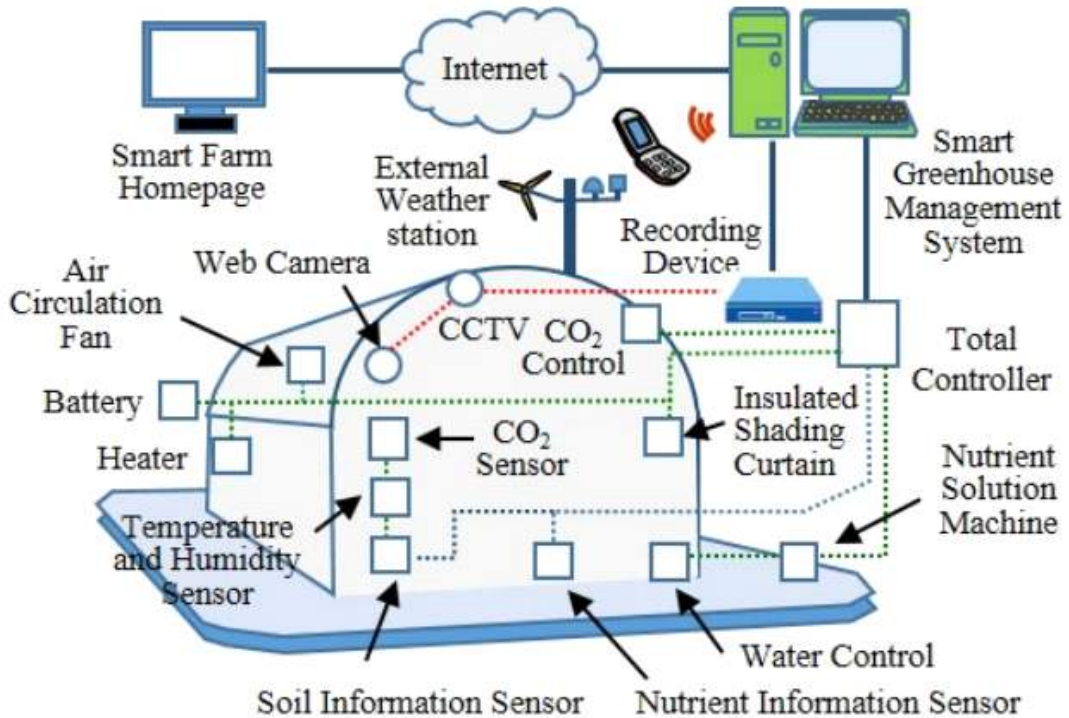 Internet
Smart Farm
Homepage
External
Weather
station
Smart
Greenhouse
Management
System
Recording
Device
Web Camera
Air
Circulation
Fan
CCTV
CO₂
Control
Total
Controller
Battery
Insulated
Shading
Curtain
CO₂
Sensor
Heater
Nutrient
Solution
Machine
Temperature
and Humidity
Sensor
Water Control
Soil Information Sensor
Nutrient Information Sensor